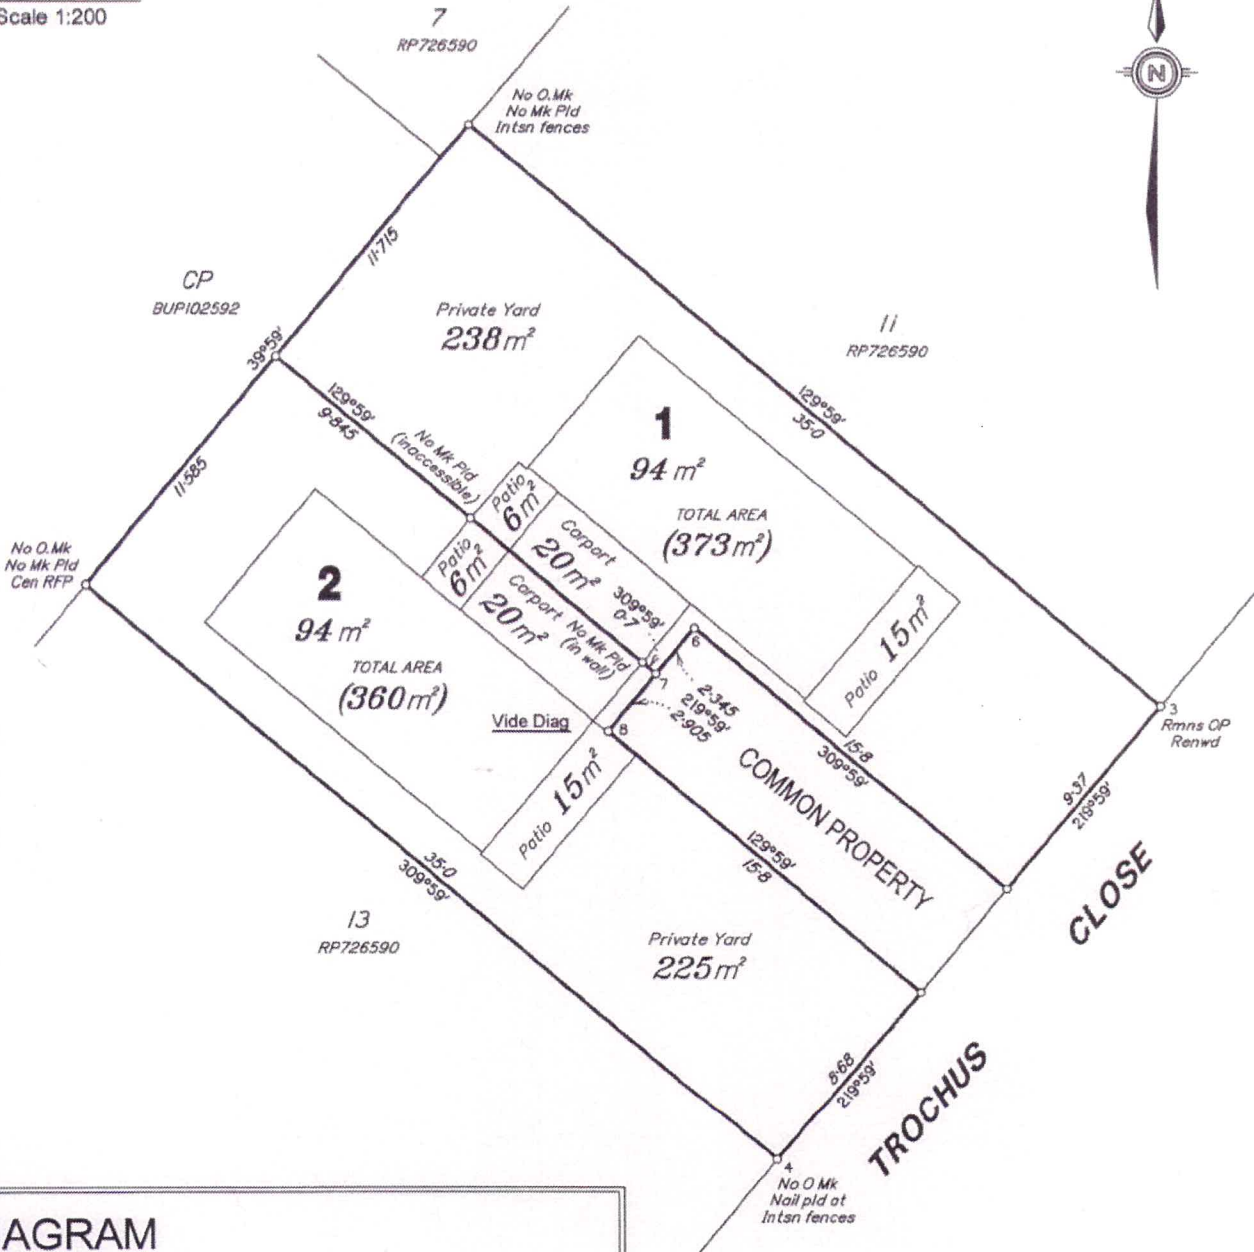 Scale 1:200
7
RP726590
N
No O.Mk
No Mk Pld
Intsn fences
11·715
CP
BUP102592
39°59'
Private Yard
238m²
11
RP726590
129°59'
35·0
129°59'
9·845
No Mk Pld
(inaccessible)
1
94 m²
TOTAL AREA
(373m²)
11·585
Patio
6m²
Carport
20m²
309°59'
0·7
No O.Mk
No Mk Pld
Cen RFP
2
94 m²
TOTAL AREA
(360m²)
Patio
6m²
Carport
20m²
No Mk Pld
(in wall)
6
7
8
Vide Diag
2·345
219°59'
2·905
Patio 15m²
15·8
309°59'
3
Rmns OP
Renwd
9·37
219°59'
Patio 15m²
COMMON PROPERTY
129°59'
15·8
35·0
309°59'
13
RP726590
Private Yard
225m²
8·68
219°59'
TROCHUS CLOSE
4
No O Mk
Nail pld at
Intsn fences
AGRAM